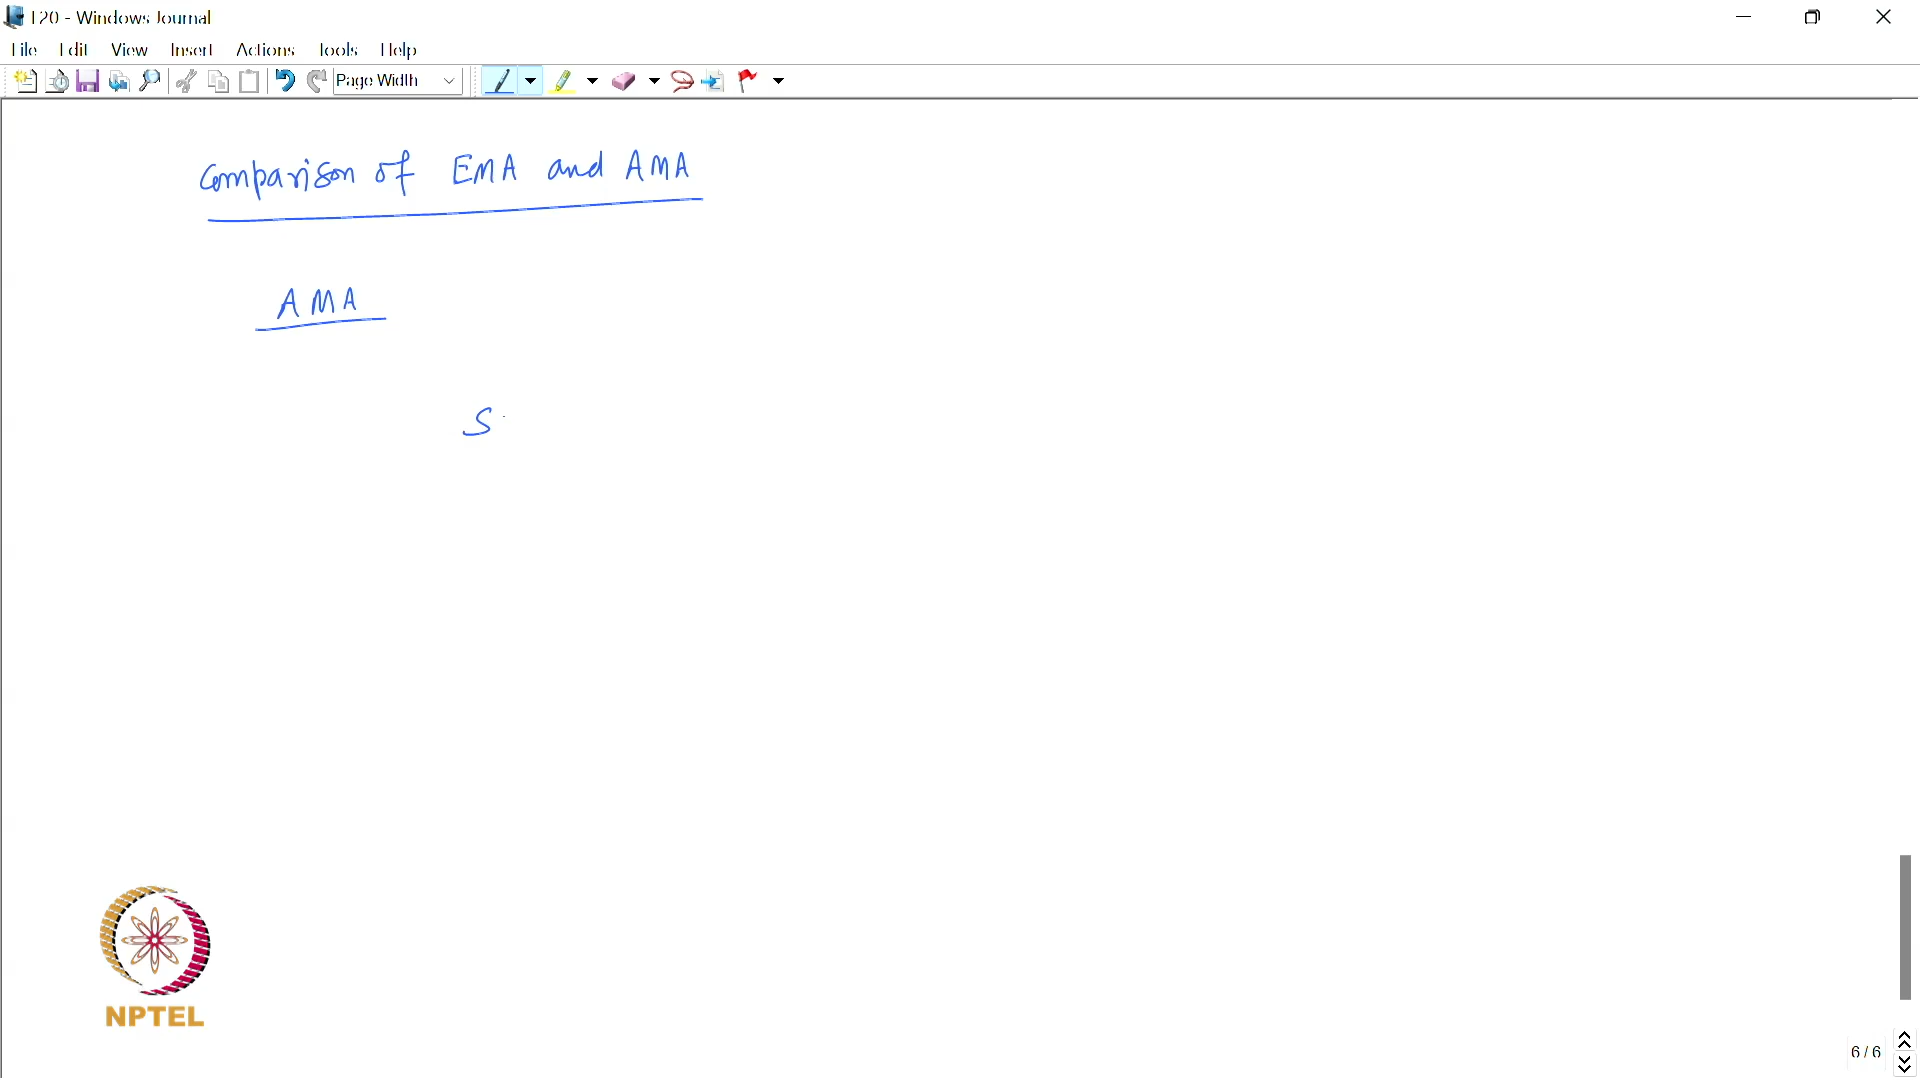 L20 - Windows Journal
File Edit View Insert Actions Tools Help
Page Width
Comparison of EMA and AMA
AMA
S
NPTEL
6 / 6